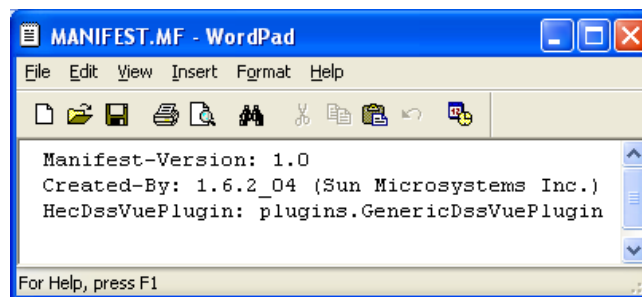 MANIFEST.MF - WordPad
File Edit View Insert Format Help
Manifest-Version: 1.0
Created-By: 1.6.2_04 (Sun Microsystems Inc.)
HecDssVuePlugin: plugins.GenericDssVuePlugin
For Help, press F1